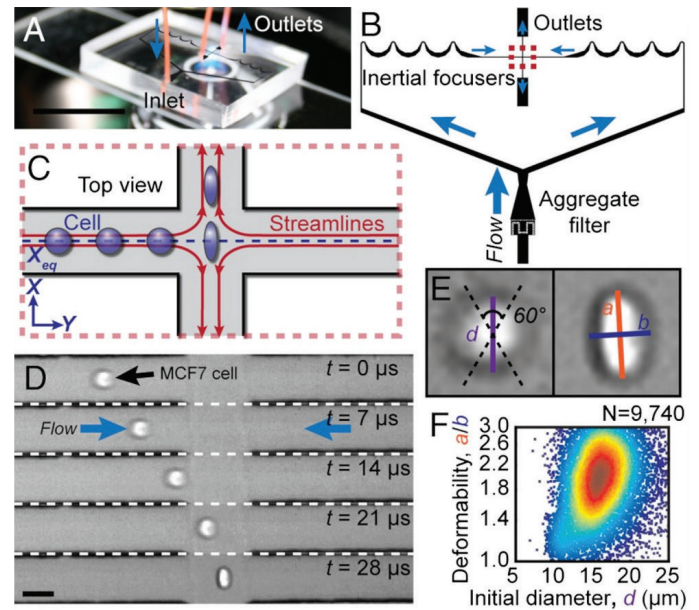 A
Outlets
Inlet
B
Outlets
Inertial focusers
Flow
Aggregate
filter
C
Top view
Cell
Streamlines
Xeq
X
Y
D
t = 0 µs
MCF7 cell
t = 7 µs
Flow
t = 14 µs
t = 21 µs
t = 28 µs
E
60°
d
a
b
F
N=9,740
Deformability, a/b
3.0
2.6
2.2
1.8
1.4
1.0
5 10 15 20 25
Initial diameter, d (µm)